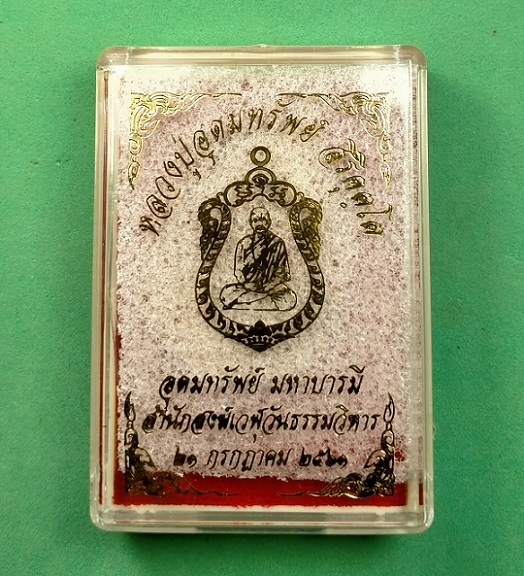 หลวงปู่อุดมทรัพย์ สิริคุตฺโต
อุดมทรัพย์ มหาบารมี
สำนักสงฆ์เวฬุวันธรรมวิหาร
๒๑ กรกฎาคม ๒๕๖๑